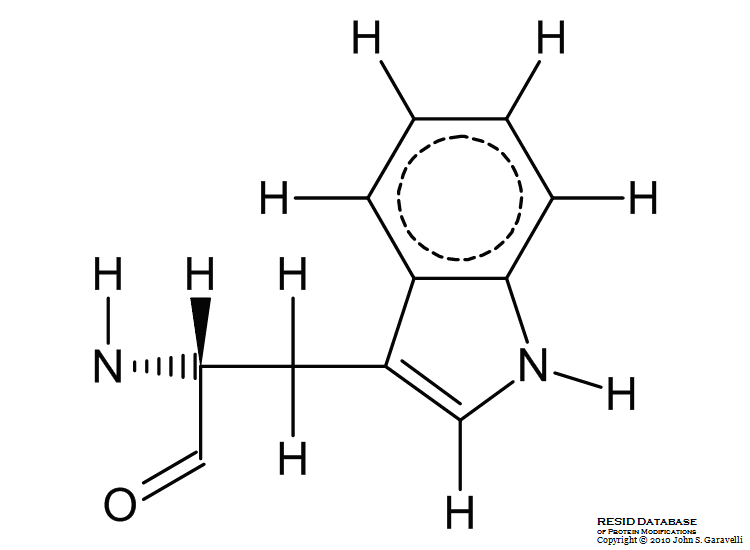 H H
H H
H H H
N N
H
H
O H
RESID DATABASE
OF PROTEIN MODIFICATIONS
Copyright © 2010 John S. Garavelli